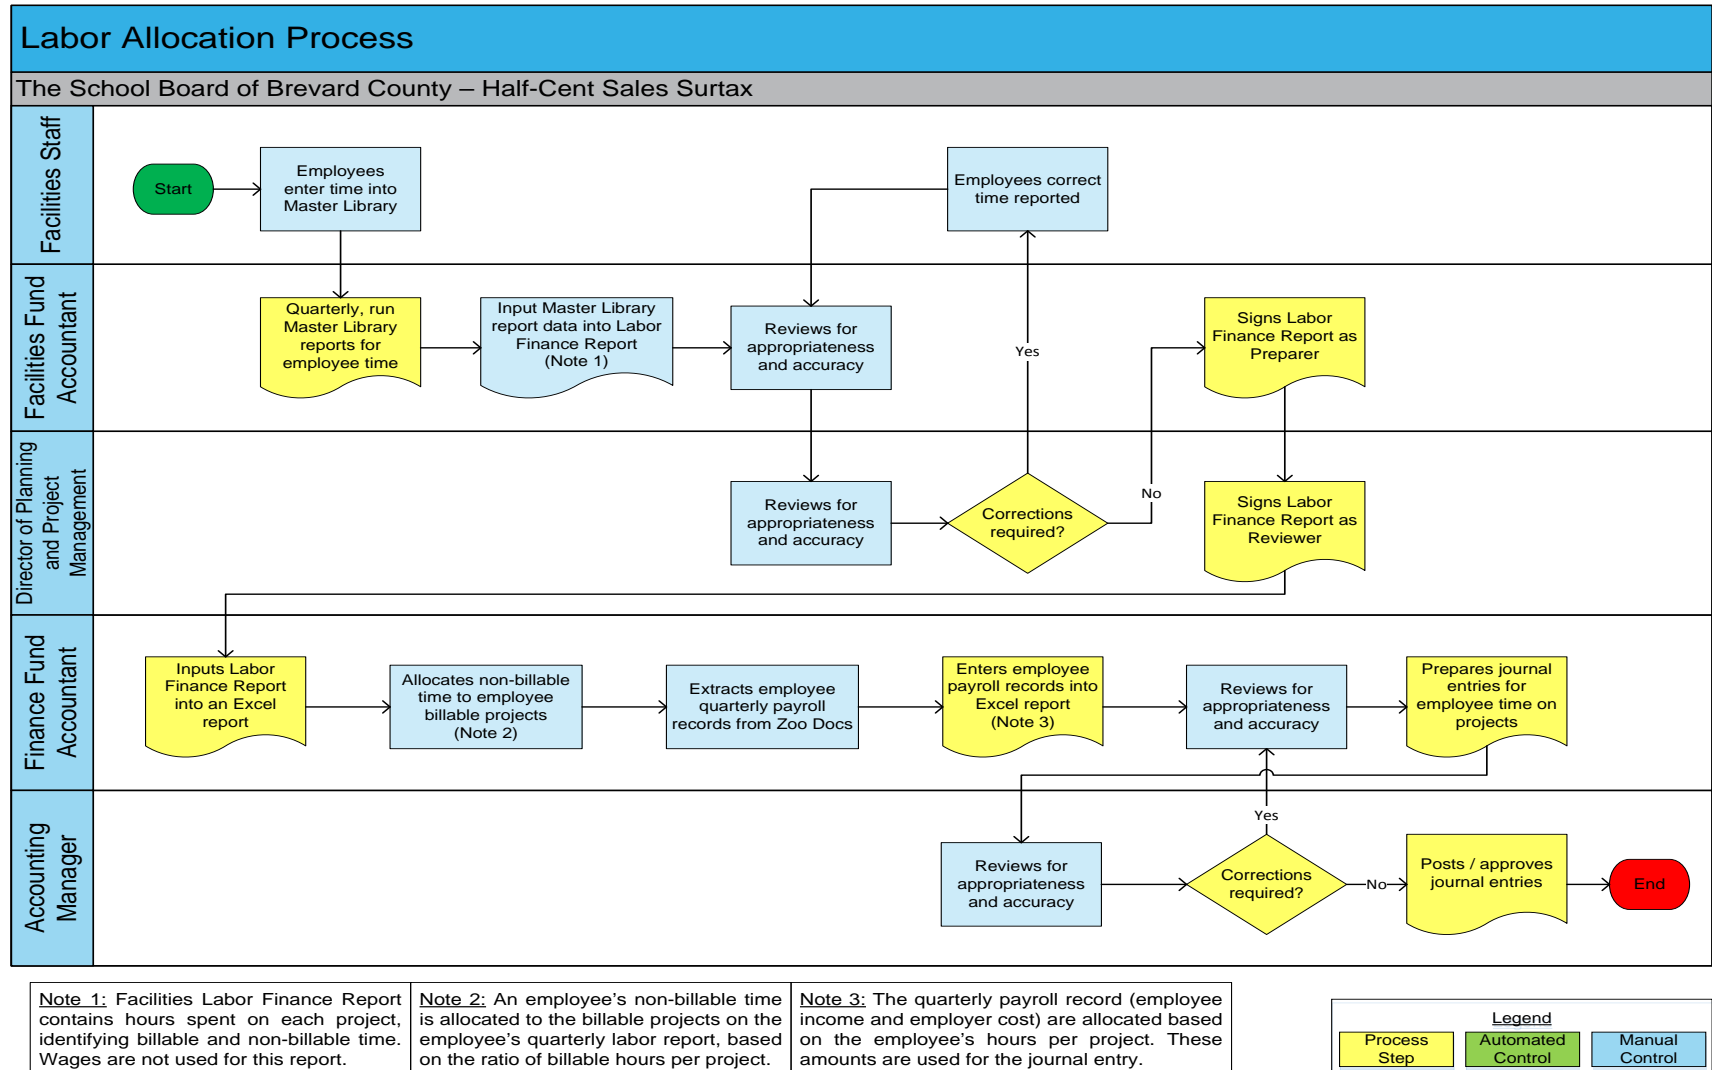 Labor Allocation Process
The School Board of Brevard County – Half-Cent Sales Surtax
Facilities Staff
Start
Employees
enter time into
Master Library
Employees correct
time reported
Facilities Fund
Accountant
Quarterly, run
Master Library
reports for
employee time
Input Master Library
report data into Labor
Finance Report
(Note 1)
Reviews for
appropriateness
and accuracy
Yes
Signs Labor
Finance Report as
Preparer
Director of Planning
and Project
Management
Reviews for
appropriateness
and accuracy
Corrections
required?
No
Signs Labor
Finance Report as
Reviewer
Finance Fund
Accountant
Inputs Labor
Finance Report
into an Excel
report
Allocates non-billable
time to employee
billable projects
(Note 2)
Extracts employee
quarterly payroll
records from Zoo Docs
Enters employee
payroll records into
Excel report
(Note 3)
Reviews for
appropriateness
and accuracy
Prepares journal
entries for
employee time on
projects
Accounting
Manager
Reviews for
appropriateness
and accuracy
Yes
Corrections
required?
No
Posts / approves
journal entries
End
Note 1: Facilities Labor Finance Report
contains hours spent on each project,
identifying billable and non-billable time.
Wages are not used for this report.
Note 2: An employee's non-billable time
is allocated to the billable projects on the
employee's quarterly labor report, based
on the ratio of billable hours per project.
Note 3: The quarterly payroll record (employee
income and employer cost) are allocated based
on the employee's hours per project. These
amounts are used for the journal entry.
Legend
Process
Step
Automated
Control
Manual
Control